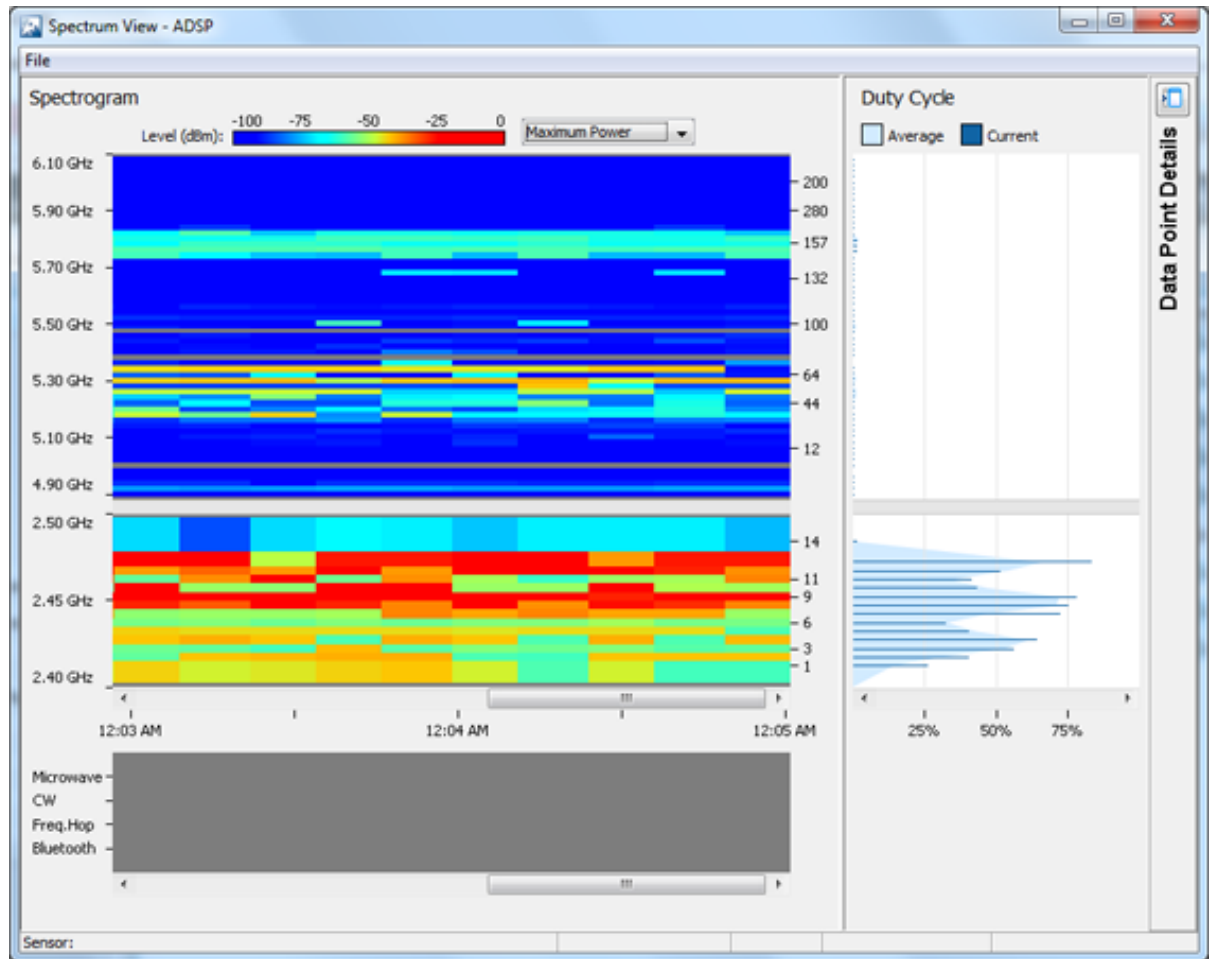 Spectrum View - ADSP
File
Spectrogram
Level (dBm): -100 -75 -50 -25 0 Maximum Power
6.10 GHz
200
5.90 GHz 280
157
5.70 GHz
132
5.50 GHz 100
5.30 GHz 64
44
5.10 GHz
12
4.90 GHz
2.50 GHz
14
11
2.45 GHz 9
6
3
1
2.40 GHz
12:03 AM 12:04 AM 12:05 AM
Microwave
CW
Freq.Hop
Bluetooth
Duty Cycle
Average Current
25% 50% 75%
Data Point Details
Sensor: